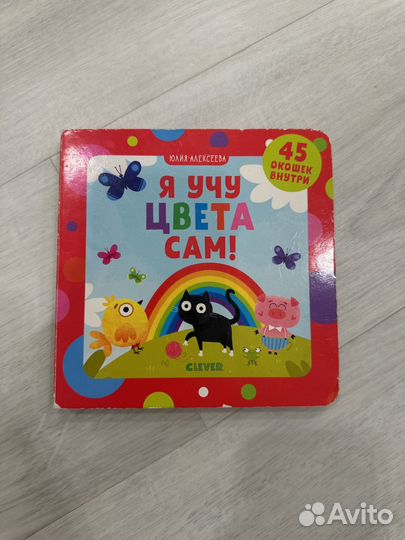 ЮЛИЯ АЛЕКСЕЕВА
45
ОКОШЕК
ВНУТРИ
Я УЧУ
ЦВЕТА
САМ!
CLEVER
Avito